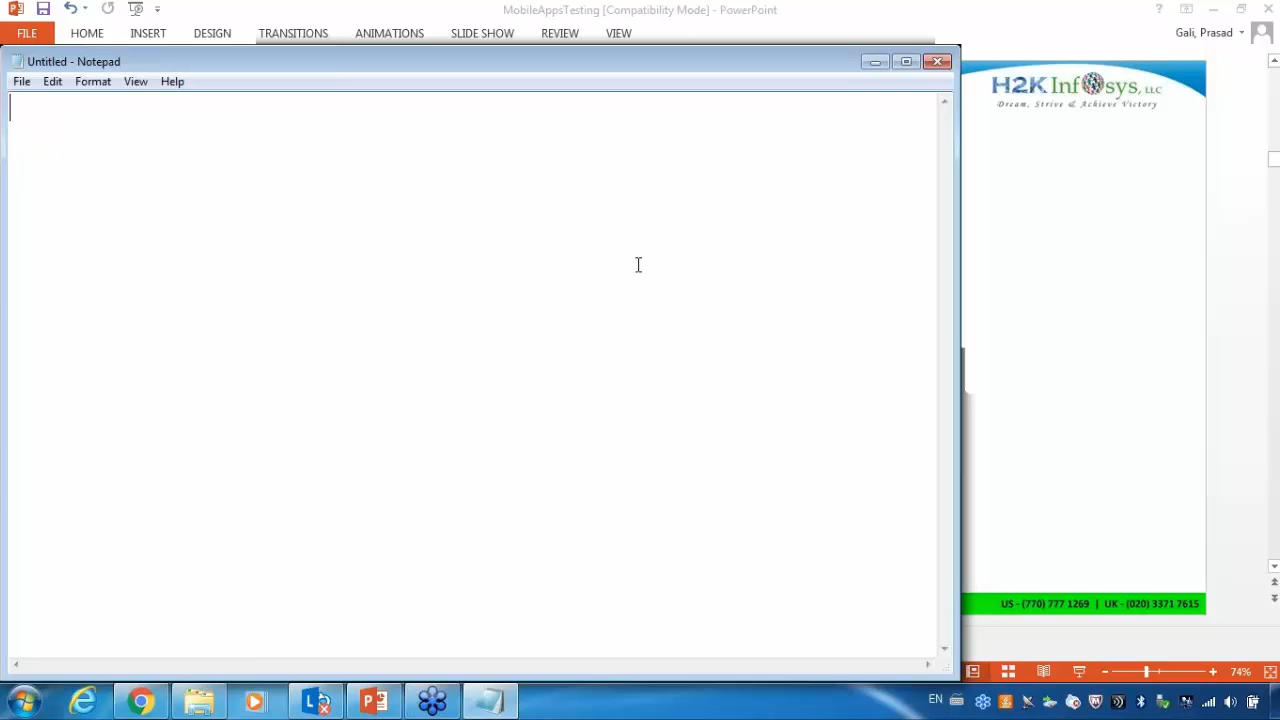 MobileAppsTesting [Compatibility Mode] - PowerPoint
?
FILE HOME INSERT DESIGN TRANSITIONS ANIMATIONS SLIDE SHOW REVIEW VIEW
Gali, Prasad
Untitled - Notepad
File Edit Format View Help
H2K Infosys, LLC
Dream, Strive & Achieve Victory
US - (770) 777 1269 | UK - (020) 3371 7615
74%
EN